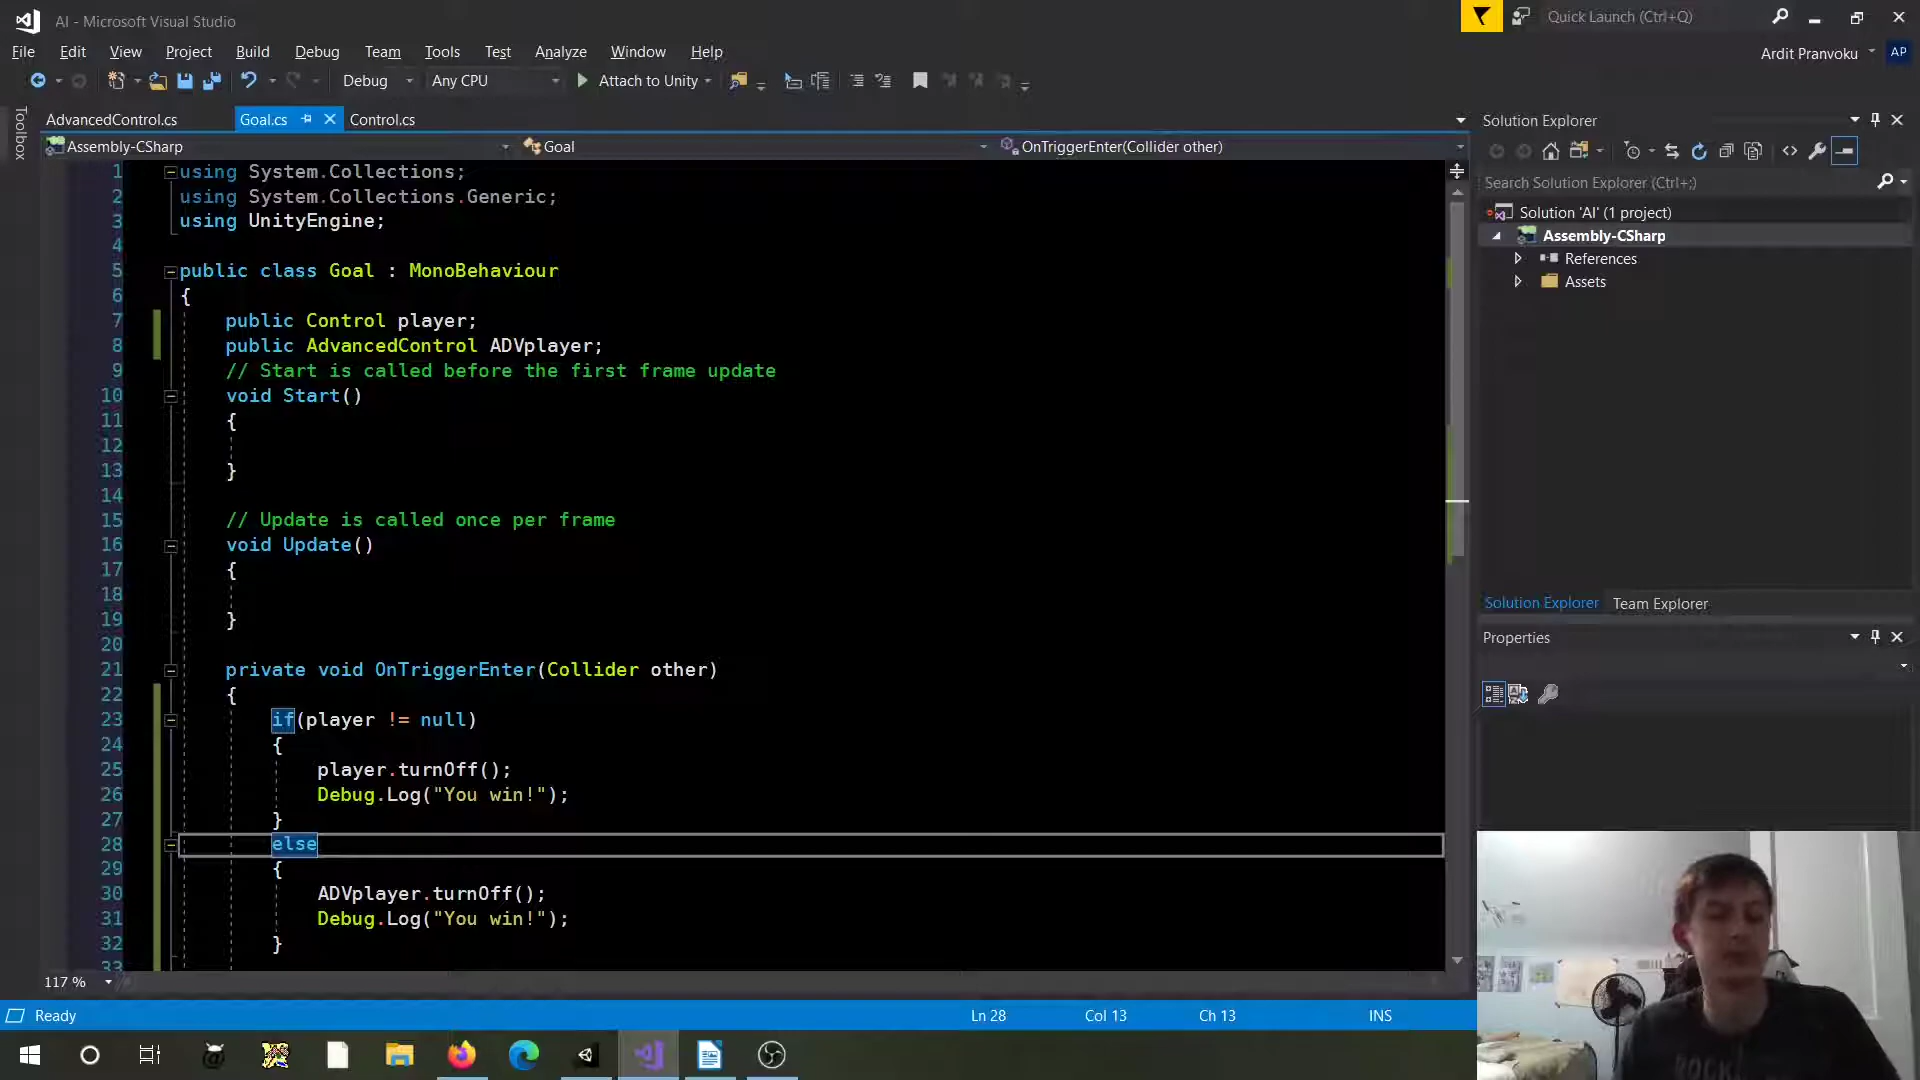 AI - Microsoft Visual Studio
Quick Launch (Ctrl+Q)
File Edit View Project Build Debug Team Tools Test Analyze Window Help
Ardit Pranvoku AP
Debug Any CPU Attach to Unity
Toolbox
AdvancedControl.cs Goal.cs Control.cs
Assembly-CSharp Goal OnTriggerEnter(Collider other)
1 using System.Collections;
2 using System.Collections.Generic;
3 using UnityEngine;
4
5 public class Goal : MonoBehaviour
6 {
7 public Control player;
8 public AdvancedControl ADVplayer;
9 // Start is called before the first frame update
10 void Start()
11 {
12
13 }
14
15 // Update is called once per frame
16 void Update()
17 {
18
19 }
20
21 private void OnTriggerEnter(Collider other)
22 {
23 if(player != null)
24 {
25 player.turnOff();
26 Debug.Log("You win!");
27 }
28 else
29 {
30 ADVplayer.turnOff();
31 Debug.Log("You win!");
32 }
33
117 %
Solution Explorer
Search Solution Explorer (Ctrl+;)
Solution 'AI' (1 project)
Assembly-CSharp
References
Assets
Solution Explorer Team Explorer
Properties
Ready Ln 28 Col 13 Ch 13 INS